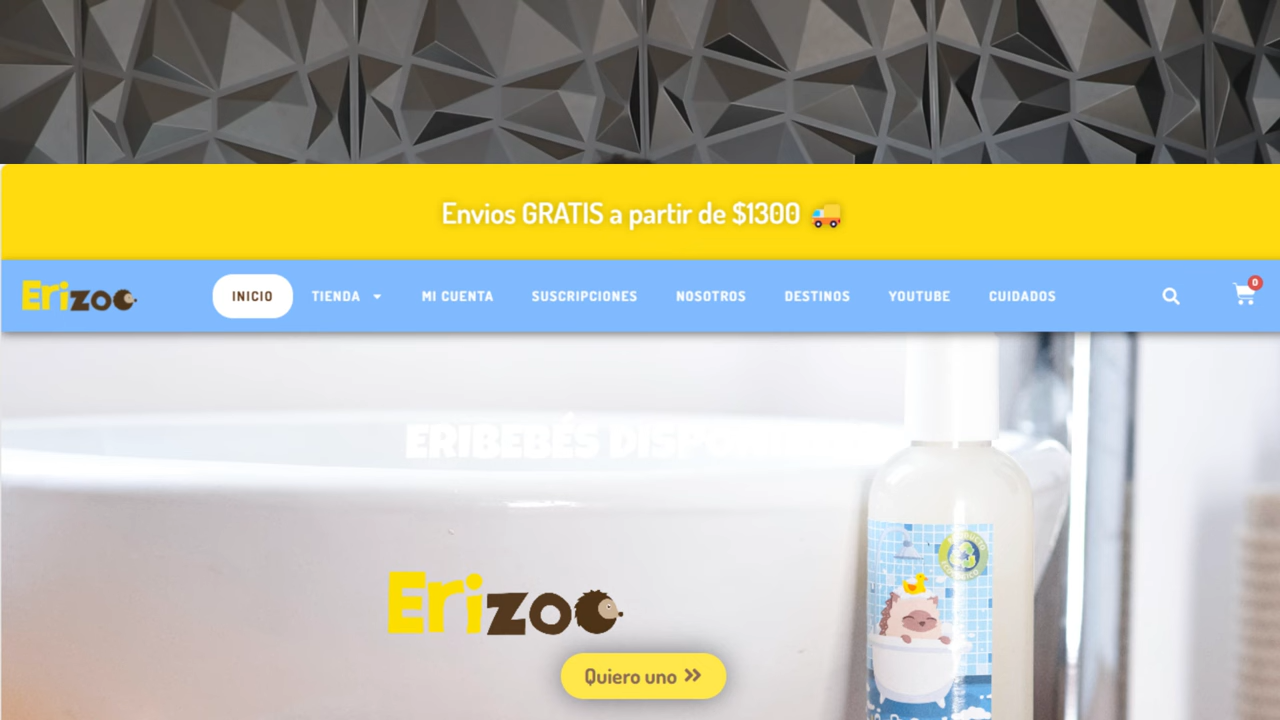 Envios GRATIS a partir de $1300
Erizoo
INICIO
TIENDA
MI CUENTA
SUSCRIPCIONES
NOSOTROS
DESTINOS
YOUTUBE
CUIDADOS
0
ERIBEBÉS
Erizoo
Quiero uno